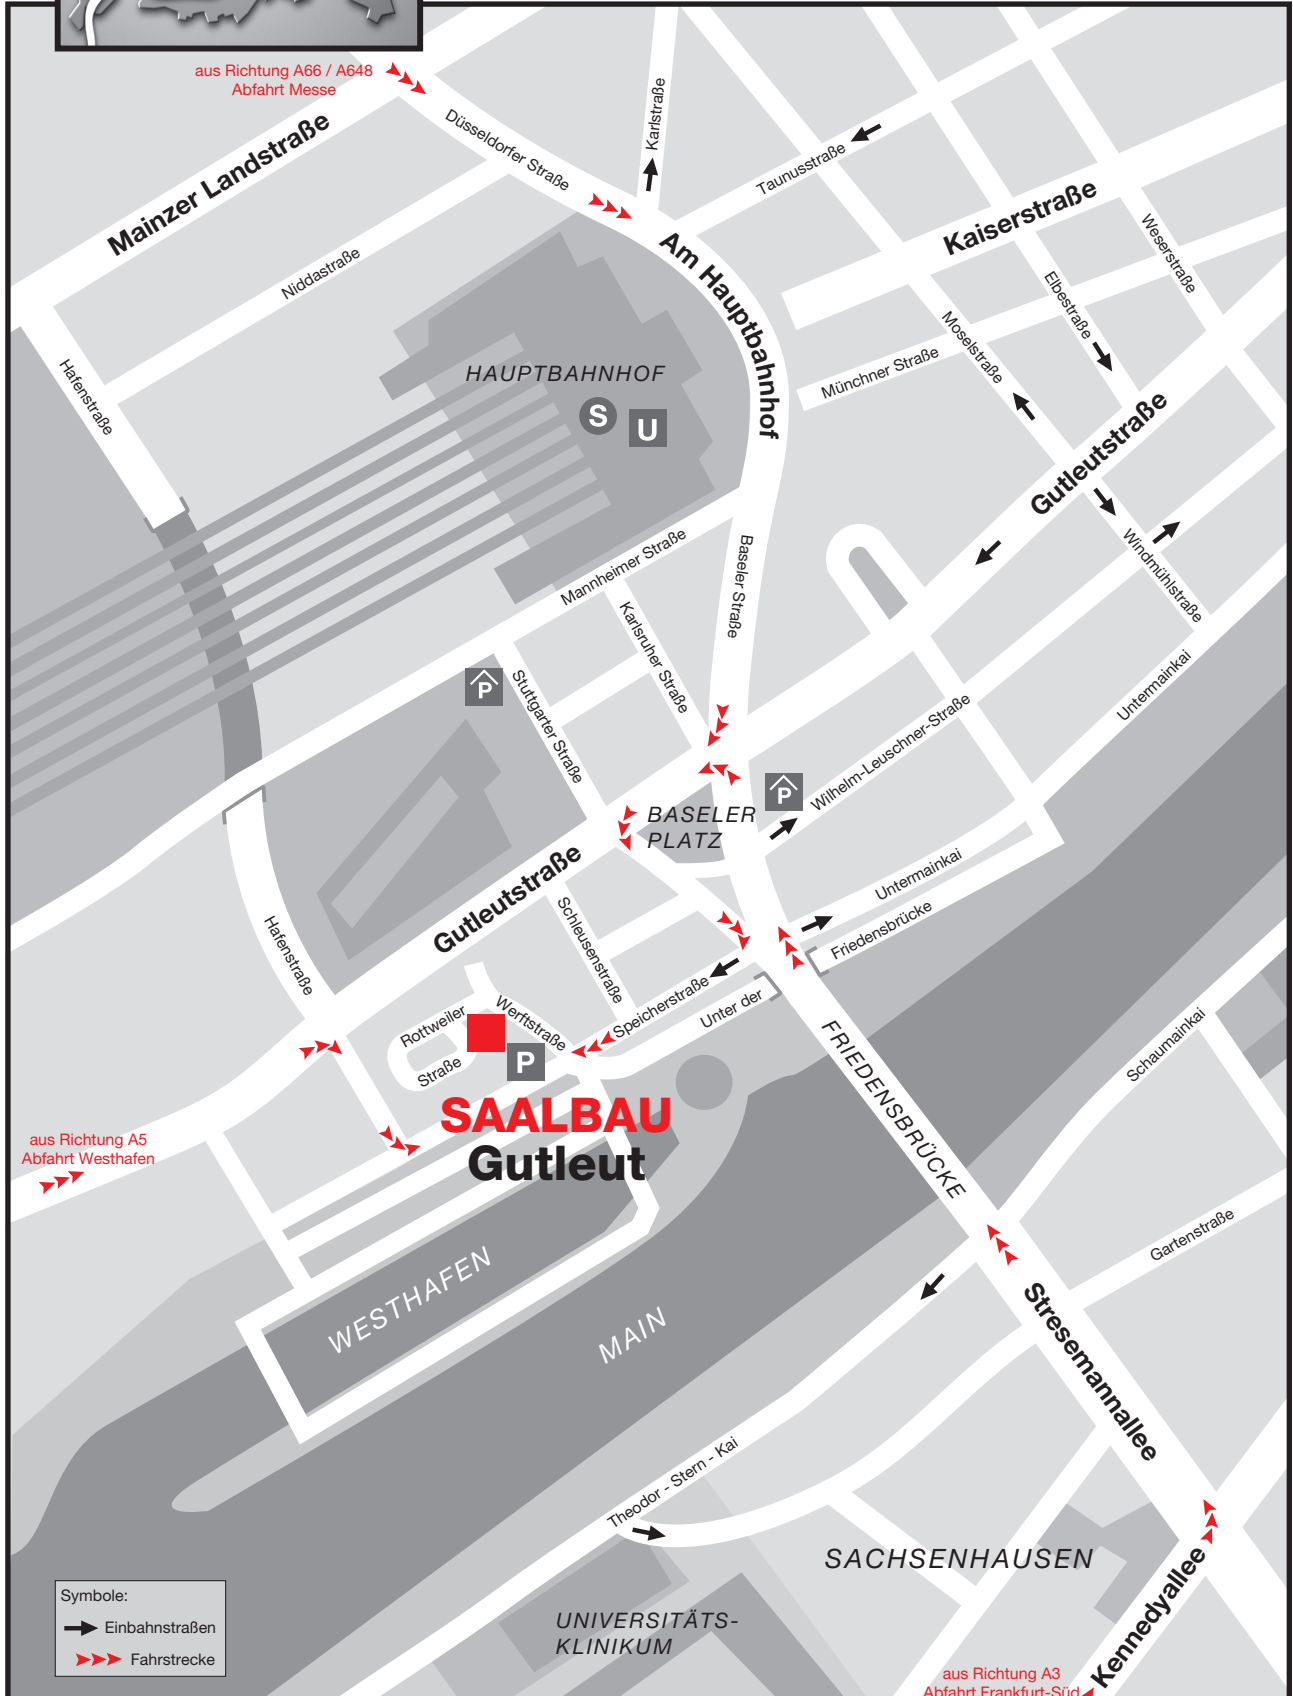 aus Richtung A66 / A648
Abfahrt Messe
Mainzer Landstraße
Düsseldorfer Straße
Karlstraße
Taunusstraße
Kaiserstraße
Am Hauptbahnhof
Niddastraße
Weserstraße
Elbestraße
Moselstraße
Münchner Straße
Hafenstraße
HAUPTBAHNHOF
S
U
Gutleutstraße
Windmühlstraße
Mannheimer Straße
Baseler Straße
Karlsruher Straße
Stuttgarter Straße
P
Untermainkai
Wilhelm-Leuschner-Straße
P
BASELER
PLATZ
Gutleutstraße
Untermainkai
Friedensbrücke
Schleusenstraße
Hafenstraße
Speicherstraße
Unter der
Rottweiler
Straße
Werftstraße
P
SAALBAU
Gutleut
FRIEDENSBRÜCKE
Schaumainkai
aus Richtung A5
Abfahrt Westhafen
Gartenstraße
WESTHAFEN
MAIN
Stresemannallee
Theodor - Stern - Kai
SACHSENHAUSEN
Kennedyallee
UNIVERSITÄTS-
KLINIKUM
Symbole:
Einbahnstraßen
Fahrstrecke
aus Richtung A3
Abfahrt Frankfurt-Süd